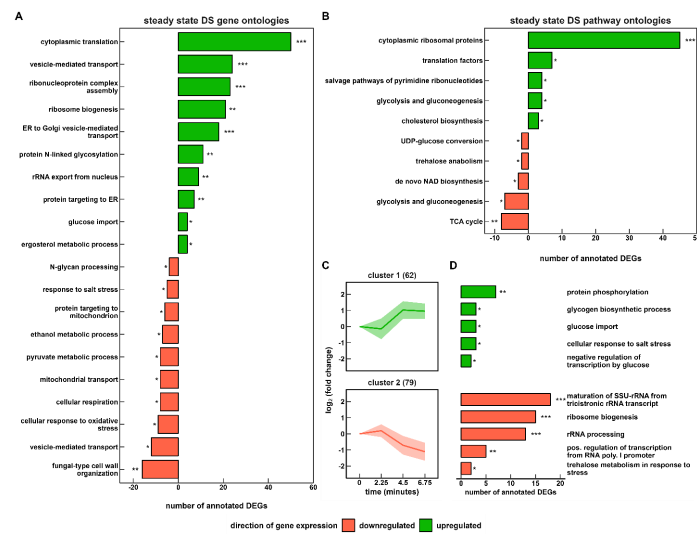 A
steady state DS gene ontologies
cytoplasmic translation
***
vesicle-mediated transport
***
ribonucleoprotein complex
assembly
***
ribosome biogenesis
**
ER to Golgi vesicle-mediated
transport
***
protein N-linked glycosylation
**
rRNA export from nucleus
**
protein targeting to ER
**
glucose import
*
ergosterol metabolic process
*
N-glycan processing
*
response to salt stress
*
protein targeting to
mitochondrion
*
ethanol metabolic process
*
pyruvate metabolic process
*
mitochondrial transport
*
cellular respiration
*
cellular response to oxidative
stress
*
vesicle-mediated transport
*
fungal-type cell wall
organization
**
-20 0 20 40 60
number of annotated DEGs
B
steady state DS pathway ontologies
cytoplasmic ribosomal proteins
***
translation factors
*
salvage pathways of pyrimidine ribonucleotides
*
glycolysis and gluconeogenesis
*
cholesterol biosynthesis
*
UDP-glucose conversion
*
trehalose anabolism
*
de novo NAD biosynthesis
*
glycolysis and gluconeogenesis
*
TCA cycle
**
-10 0 10 20 30 40 5
number of annotated DEGs
C
cluster 1 (62)
2
1
0
-1
-2
cluster 2 (79)
2
1
0
-1
-2
log2 (fold change)
0 2.25 4.5 6.75
time (minutes)
D
**
protein phosphorylation
*
glycogen biosynthetic process
*
glucose import
*
cellular response to salt stress
*
negative regulation of
transcription by glucose
***
maturation of SSU-rRNA from
tricistronic rRNA transcript
***
ribosome biogenesis
***
rRNA processing
**
pos. regulation of transcription
from RNA poly. I promoter
*
trehalose metabolism in response to
stress
0 5 10 15 20
number of annotated DEGs
direction of gene expression downregulated upregulated